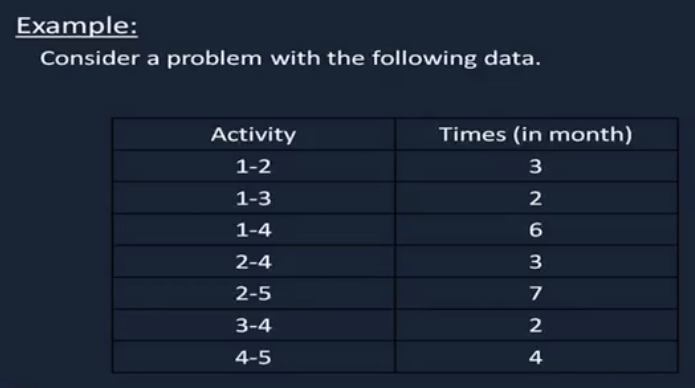 Example:
Consider a problem with the following data.
Activity Times (in month)
1-2 3
1-3 2
1-4 6
2-4 3
2-5 7
3-4 2
4-5 4